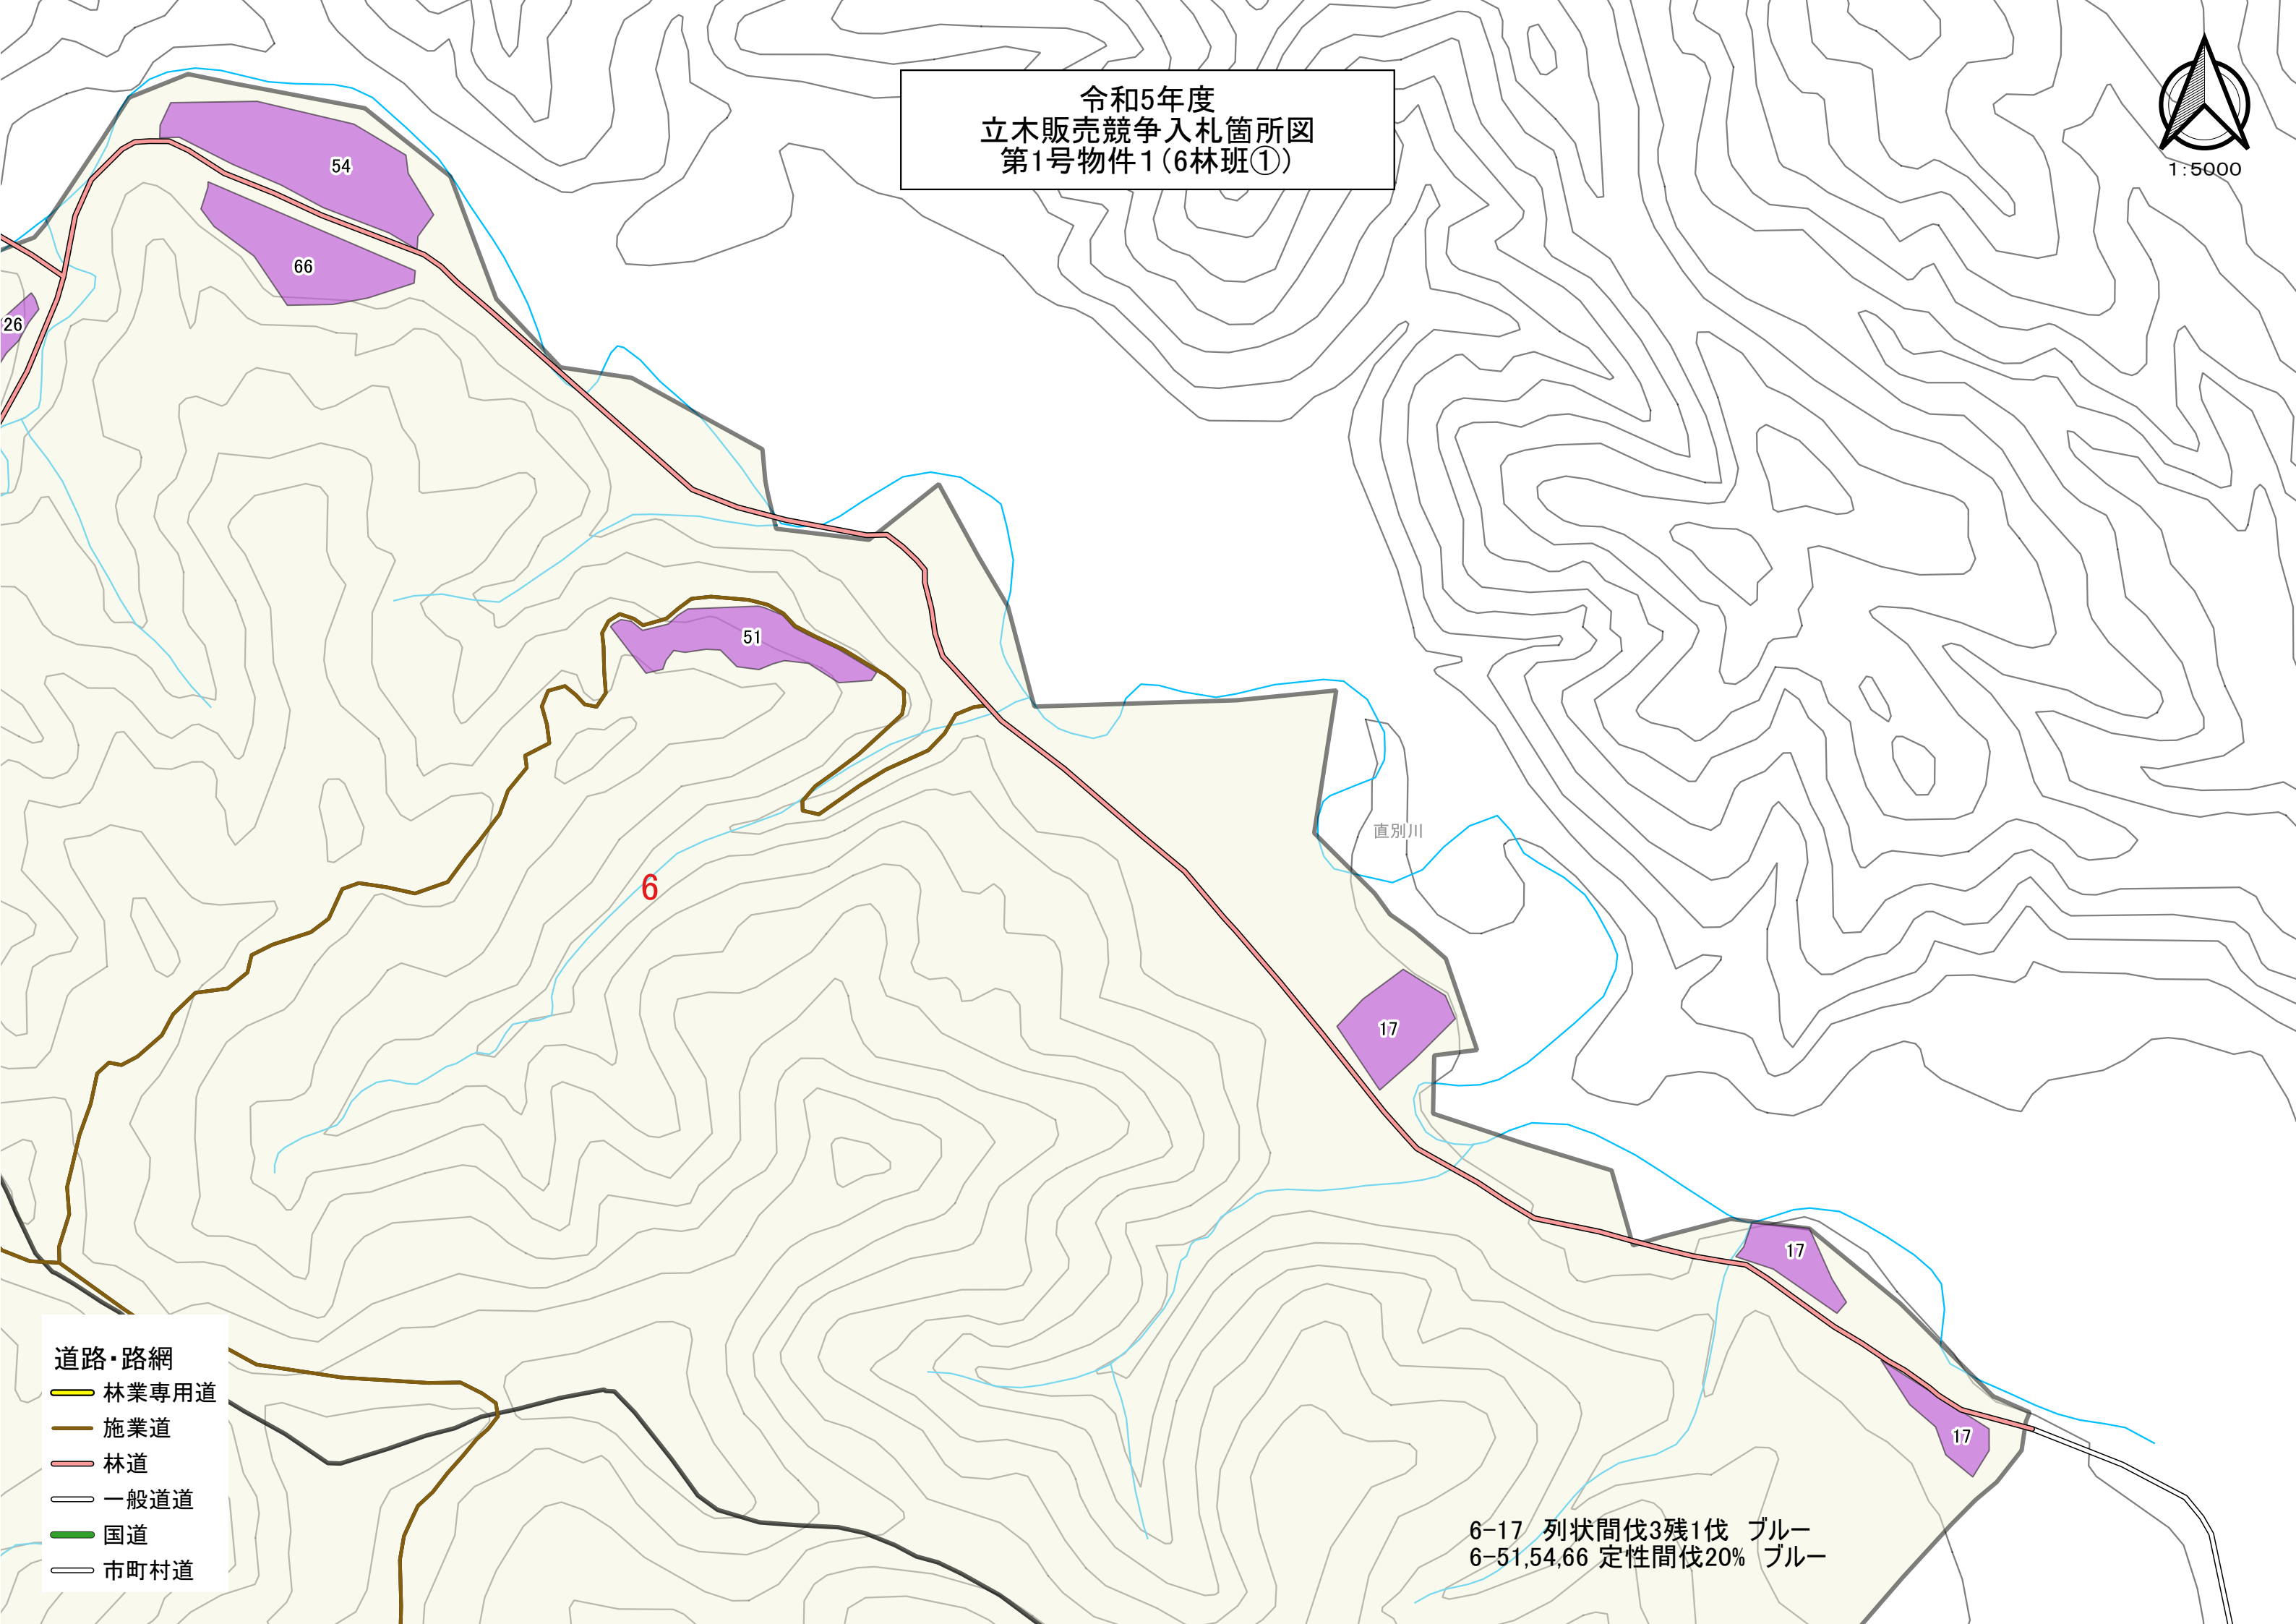 令和5年度
立木販売競争入札箇所図
第1号物件1(6林班①)
1:5000
54
66
26
51
直別川
6
17
17
17
道路・路網
林業専用道
施業道
林道
一般道道
国道
市町村道
6-17 列状間伐3残1伐 ブルー
6-51,54,66 定性間伐20% ブルー